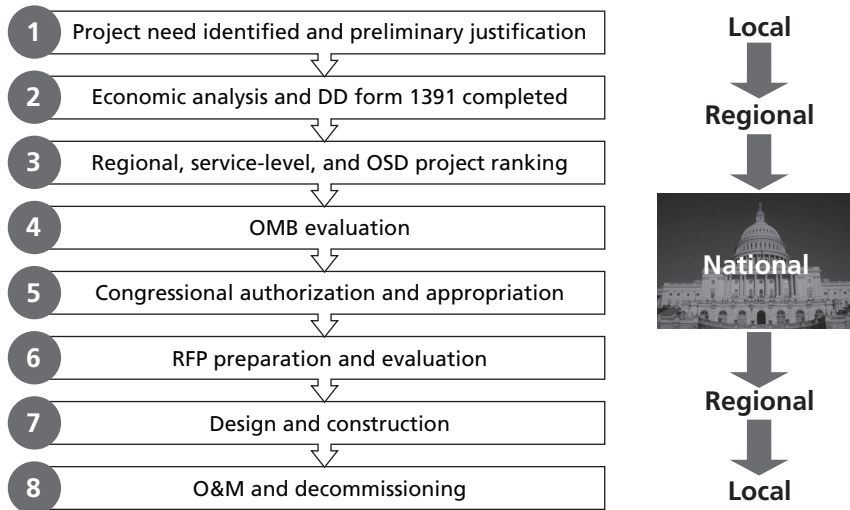 1 Project need identified and preliminary justification
2 Economic analysis and DD form 1391 completed
3 Regional, service-level, and OSD project ranking
4 OMB evaluation
5 Congressional authorization and appropriation
6 RFP preparation and evaluation
7 Design and construction
8 O&M and decommissioning
Local
Regional
National
Regional
Local